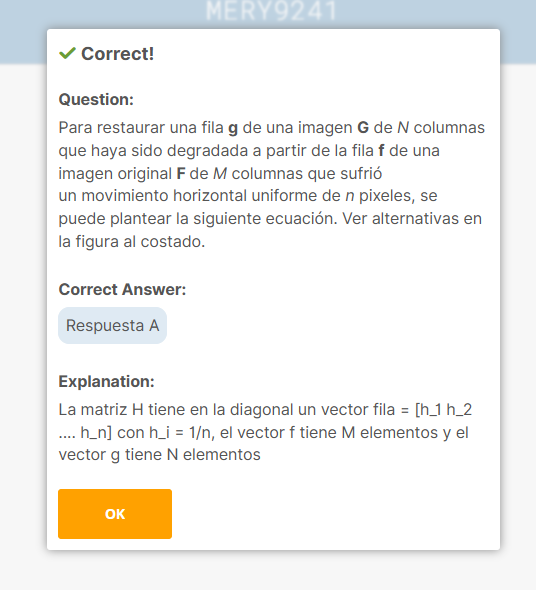 MERY9241
Correct!
Question:
Para restaurar una fila g de una imagen G de N columnas
que haya sido degradada a partir de la fila f de una
imagen original F de M columnas que sufrió
un movimiento horizontal uniforme de n pixeles, se
puede plantear la siguiente ecuación. Ver alternativas en
la figura al costado.
Correct Answer:
Respuesta A
Explanation:
La matriz H tiene en la diagonal un vector fila = [h_1 h_2
.... h_n] con h_i = 1/n, el vector f tiene M elementos y el
vector g tiene N elementos
OK